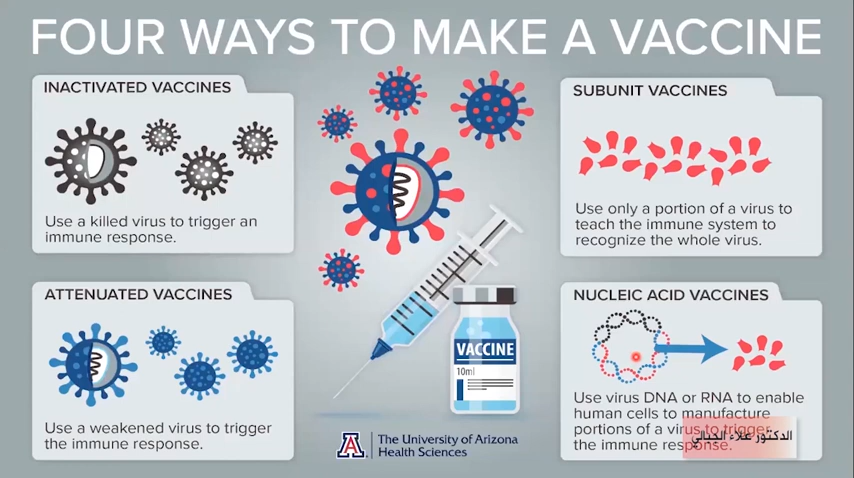 FOUR WAYS TO MAKE A VACCINE
INACTIVATED VACCINES
Use a killed virus to trigger an
immune response.
ATTENUATED VACCINES
Use a weakened virus to trigger
the immune response.
VACCINE
10ml
A
The University of Arizona
Health Sciences
SUBUNIT VACCINES
Use only a portion of a virus to
teach the immune system to
recognize the whole virus.
NUCLEIC ACID VACCINES
Use virus DNA or RNA to enable
human cells to manufacture
portions of a virus to trigger
the immune response.
الدكتور علاء الجبالي